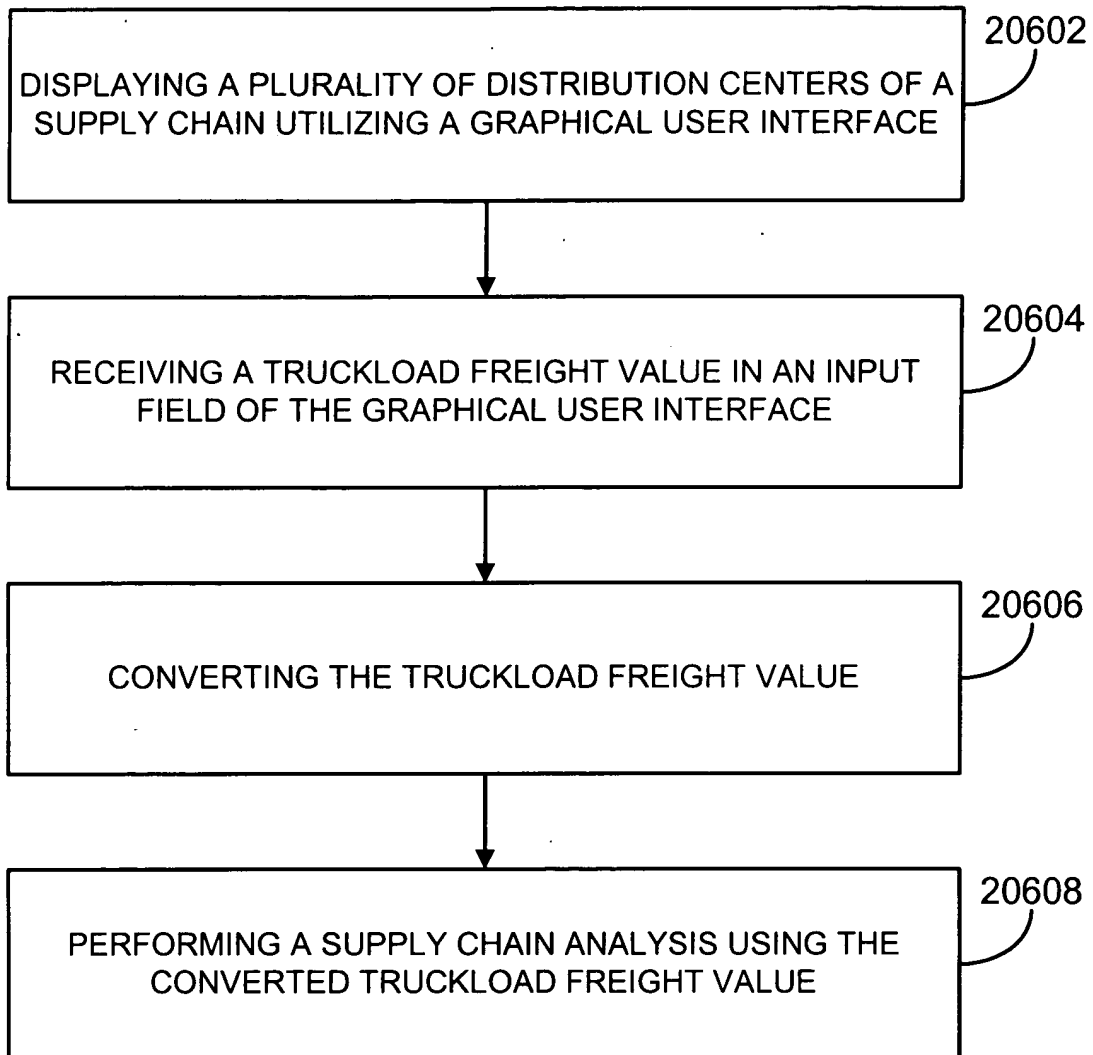 20602
DISPLAYING A PLURALITY OF DISTRIBUTION CENTERS OF A
SUPPLY CHAIN UTILIZING A GRAPHICAL USER INTERFACE
20604
RECEIVING A TRUCKLOAD FREIGHT VALUE IN AN INPUT
FIELD OF THE GRAPHICAL USER INTERFACE
20606
CONVERTING THE TRUCKLOAD FREIGHT VALUE
20608
PERFORMING A SUPPLY CHAIN ANALYSIS USING THE
CONVERTED TRUCKLOAD FREIGHT VALUE